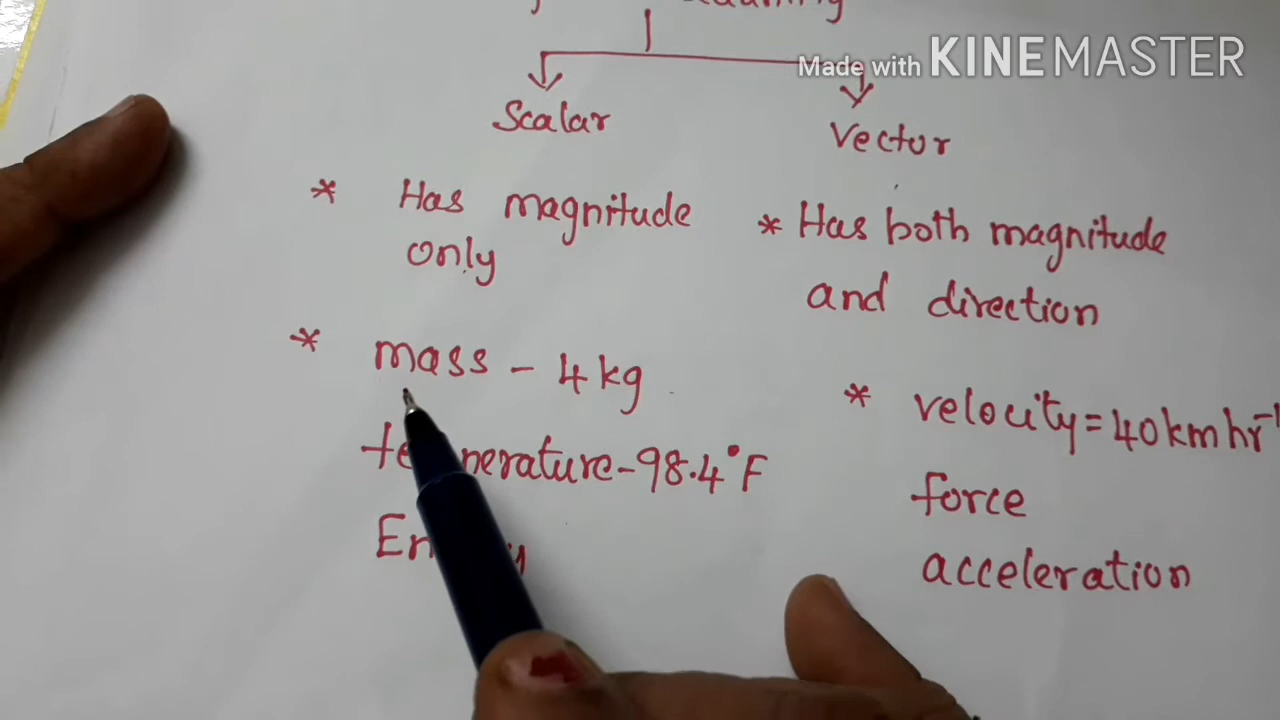 Made with KINEMASTER
Scalar
Vector
* Has magnitude
only
* Has both magnitude
and direction
* mass - 4 kg
98.4°F
* velocity = 40 km hr⁻¹
force
acceleration